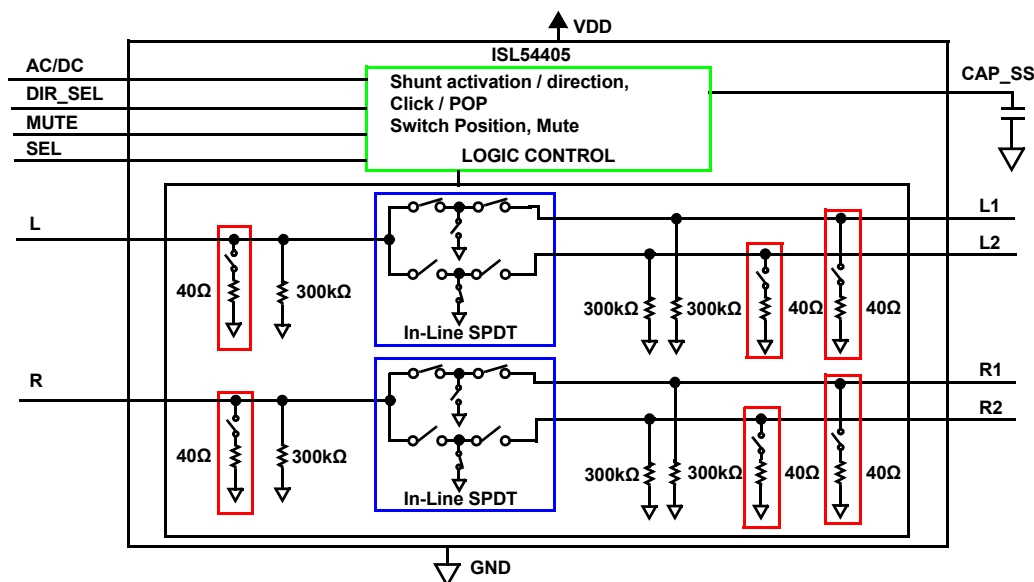 VDD
ISL54405
AC/DC
DIR_SEL
MUTE
SEL
Shunt activation / direction,
Click / POP
Switch Position, Mute
LOGIC CONTROL
CAP_SS
L
L1
L2
40Ω
300kΩ
In-Line SPDT
300kΩ
300kΩ
40Ω
40Ω
R
R1
R2
40Ω
300kΩ
In-Line SPDT
300kΩ
300kΩ
40Ω
40Ω
GND